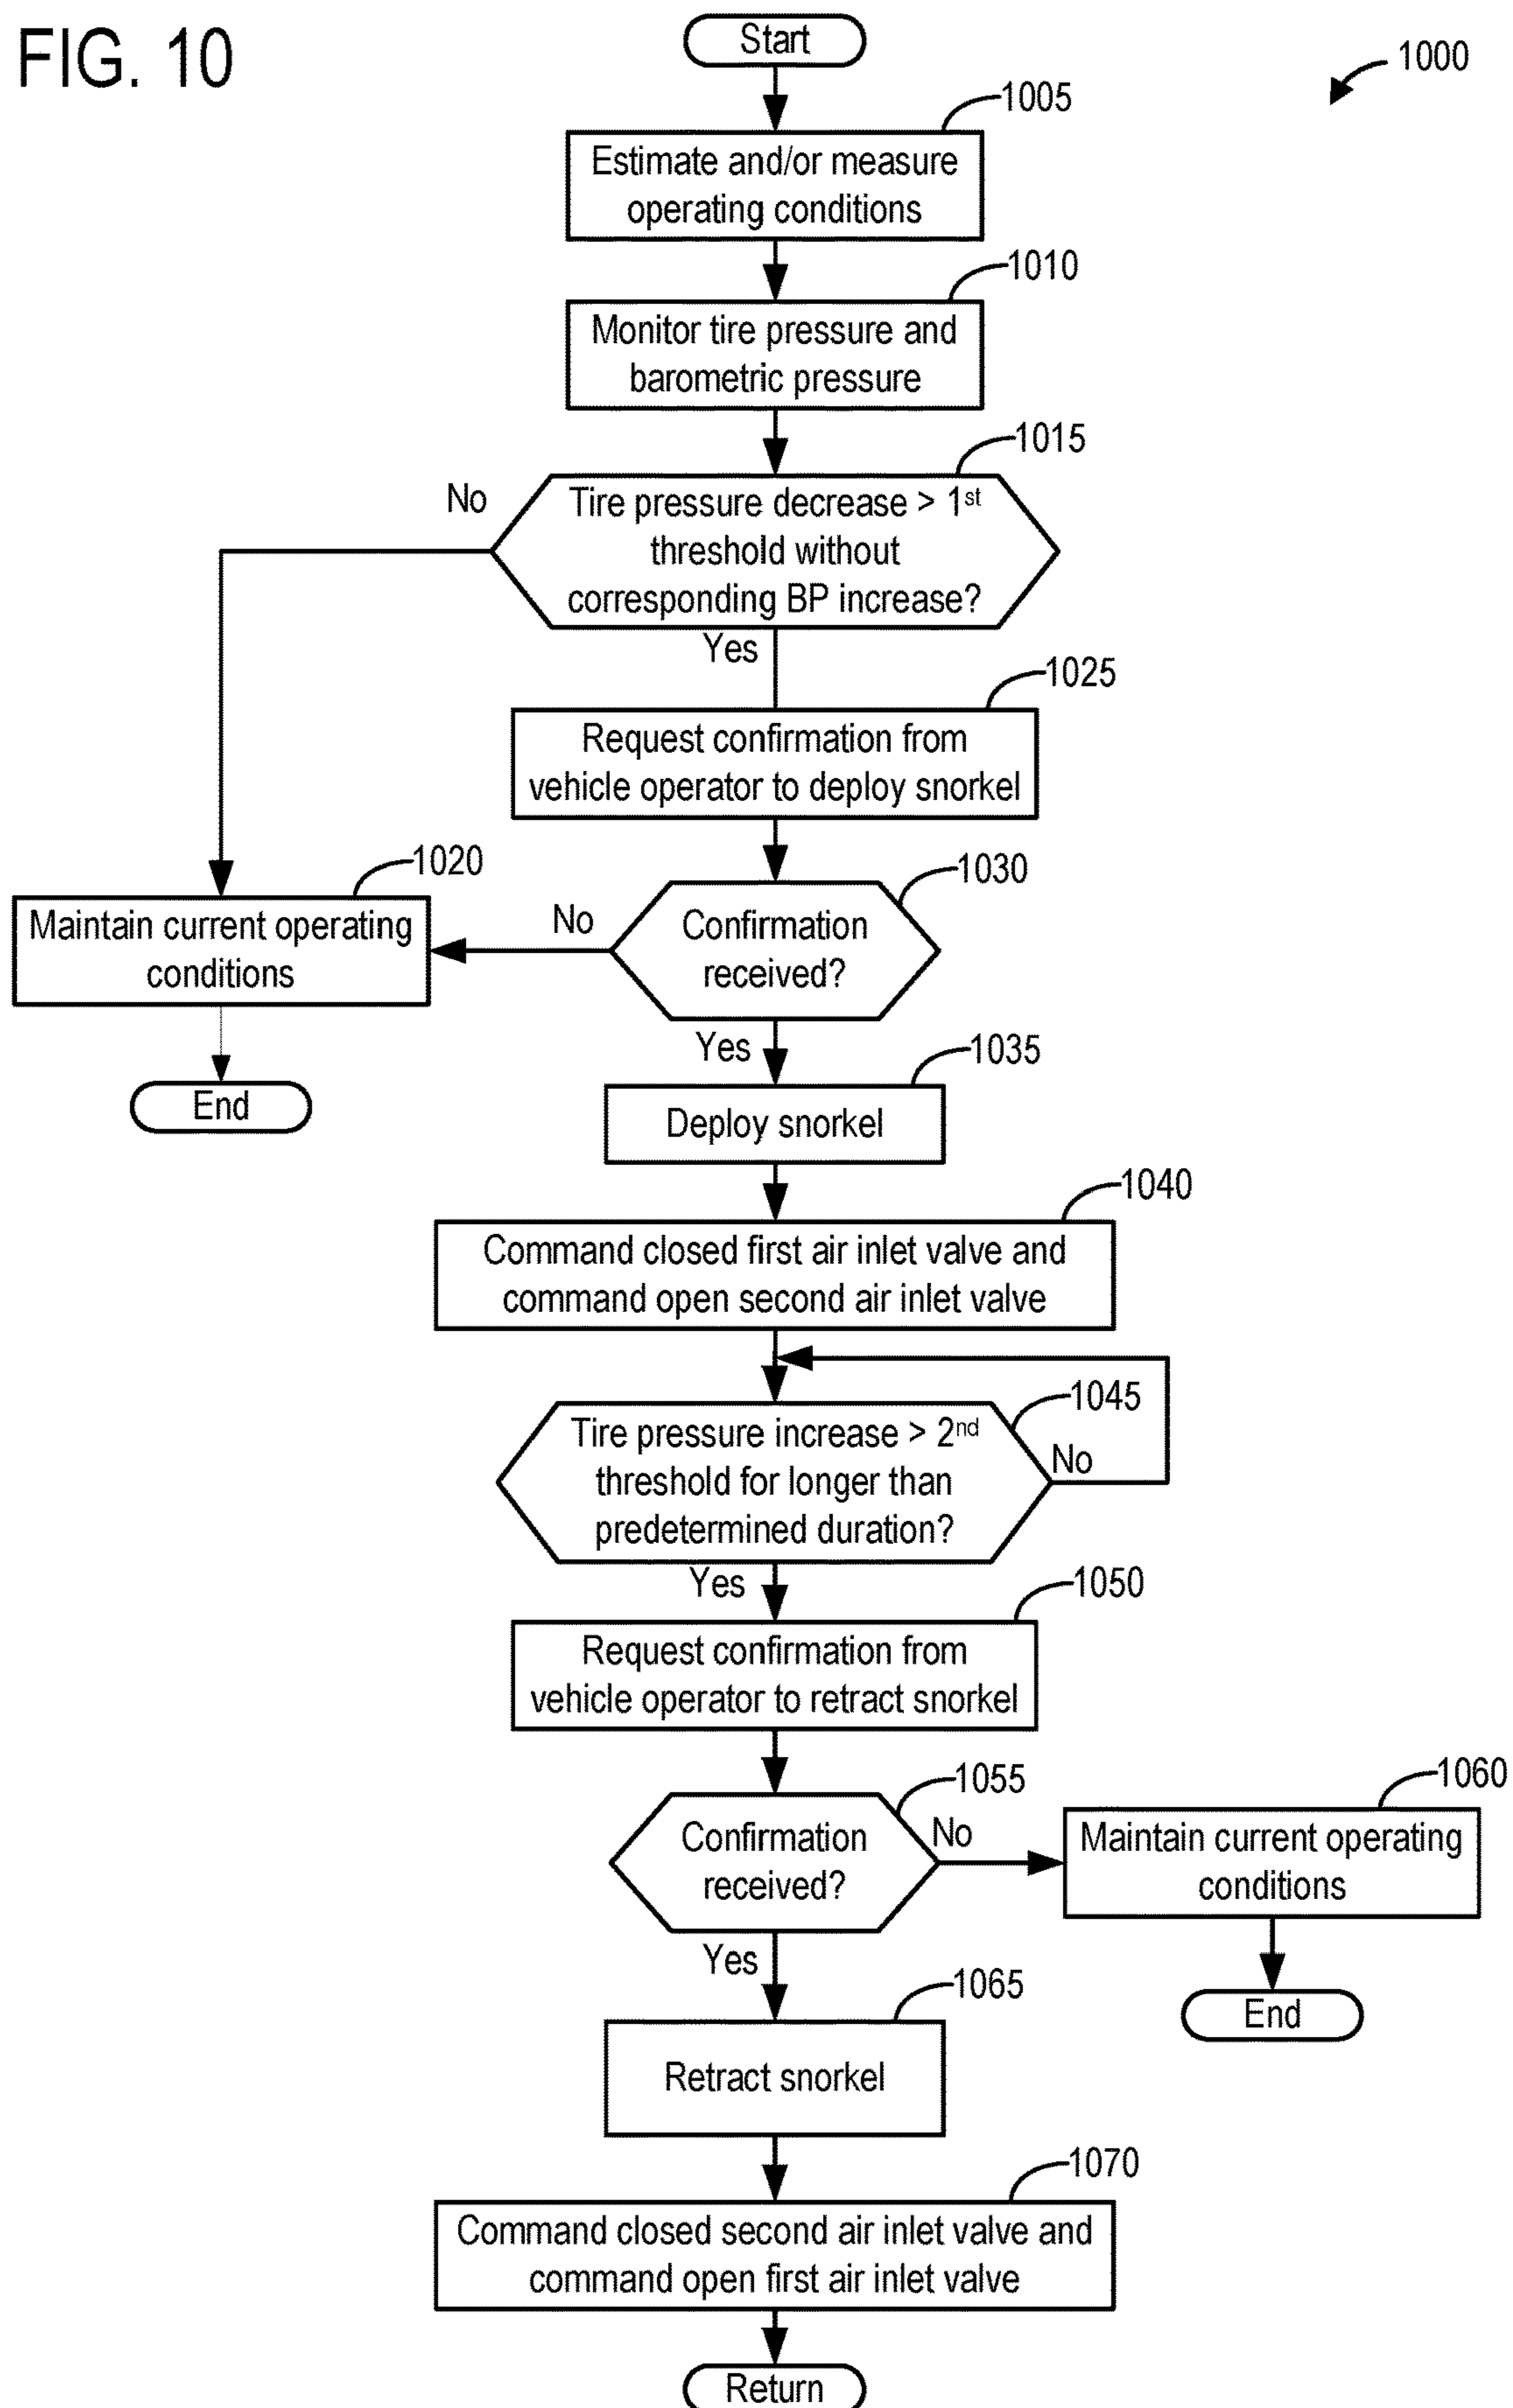 FIG. 10
Start
1000
1005
Estimate and/or measure
operating conditions
1010
Monitor tire pressure and
barometric pressure
1015
No
Tire pressure decrease > 1st
threshold without
corresponding BP increase?
Yes
1025
Request confirmation from
vehicle operator to deploy snorkel
1020
Maintain current operating
conditions
End
No
1030
Confirmation
received?
Yes
1035
Deploy snorkel
1040
Command closed first air inlet valve and
command open second air inlet valve
1045
Tire pressure increase > 2nd
threshold for longer than
predetermined duration?
No
Yes
1050
Request confirmation from
vehicle operator to retract snorkel
1055
Confirmation
received?
No
1060
Maintain current operating
conditions
End
Yes
1065
Retract snorkel
1070
Command closed second air inlet valve and
command open first air inlet valve
Return